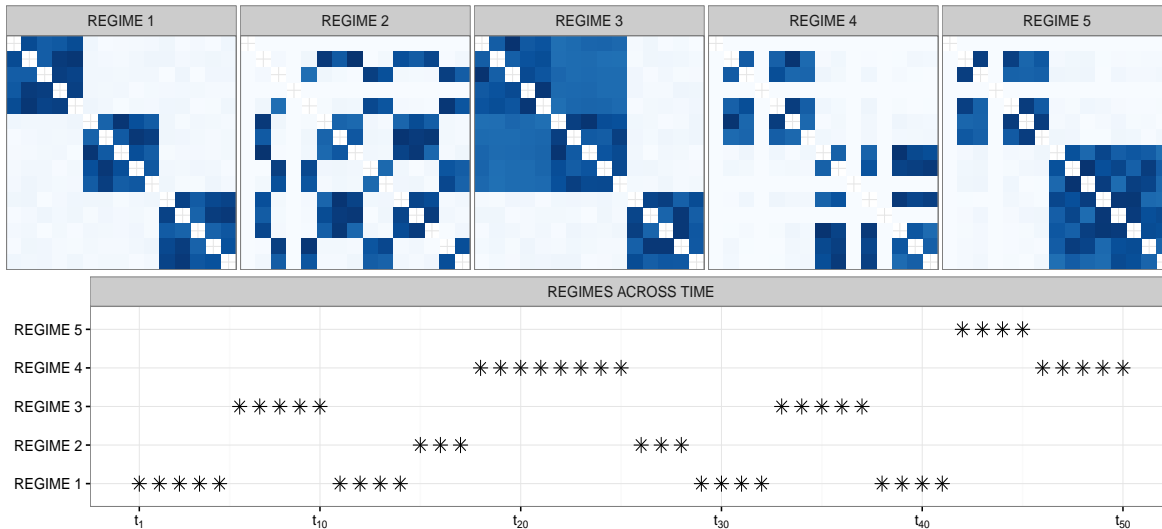 REGIME 1 REGIME 2 REGIME 3 REGIME 4 REGIME 5
REGIMES ACROSS TIME
REGIME 5
REGIME 4
REGIME 3
REGIME 2
REGIME 1
t1 t10 t20 t30 t40 t50